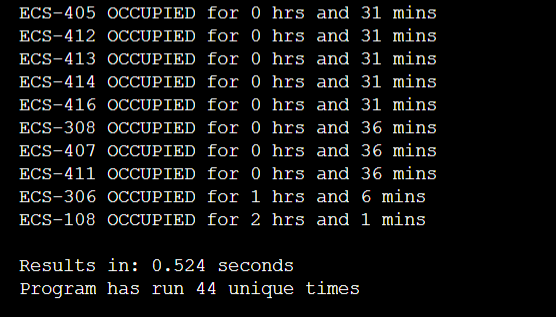 ECS-405 OCCUPIED for 0 hrs and 31 mins
ECS-412 OCCUPIED for 0 hrs and 31 mins
ECS-413 OCCUPIED for 0 hrs and 31 mins
ECS-414 OCCUPIED for 0 hrs and 31 mins
ECS-416 OCCUPIED for 0 hrs and 31 mins
ECS-308 OCCUPIED for 0 hrs and 36 mins
ECS-407 OCCUPIED for 0 hrs and 36 mins
ECS-411 OCCUPIED for 0 hrs and 36 mins
ECS-306 OCCUPIED for 1 hrs and 6 mins
ECS-108 OCCUPIED for 2 hrs and 1 mins
Results in: 0.524 seconds
Program has run 44 unique times